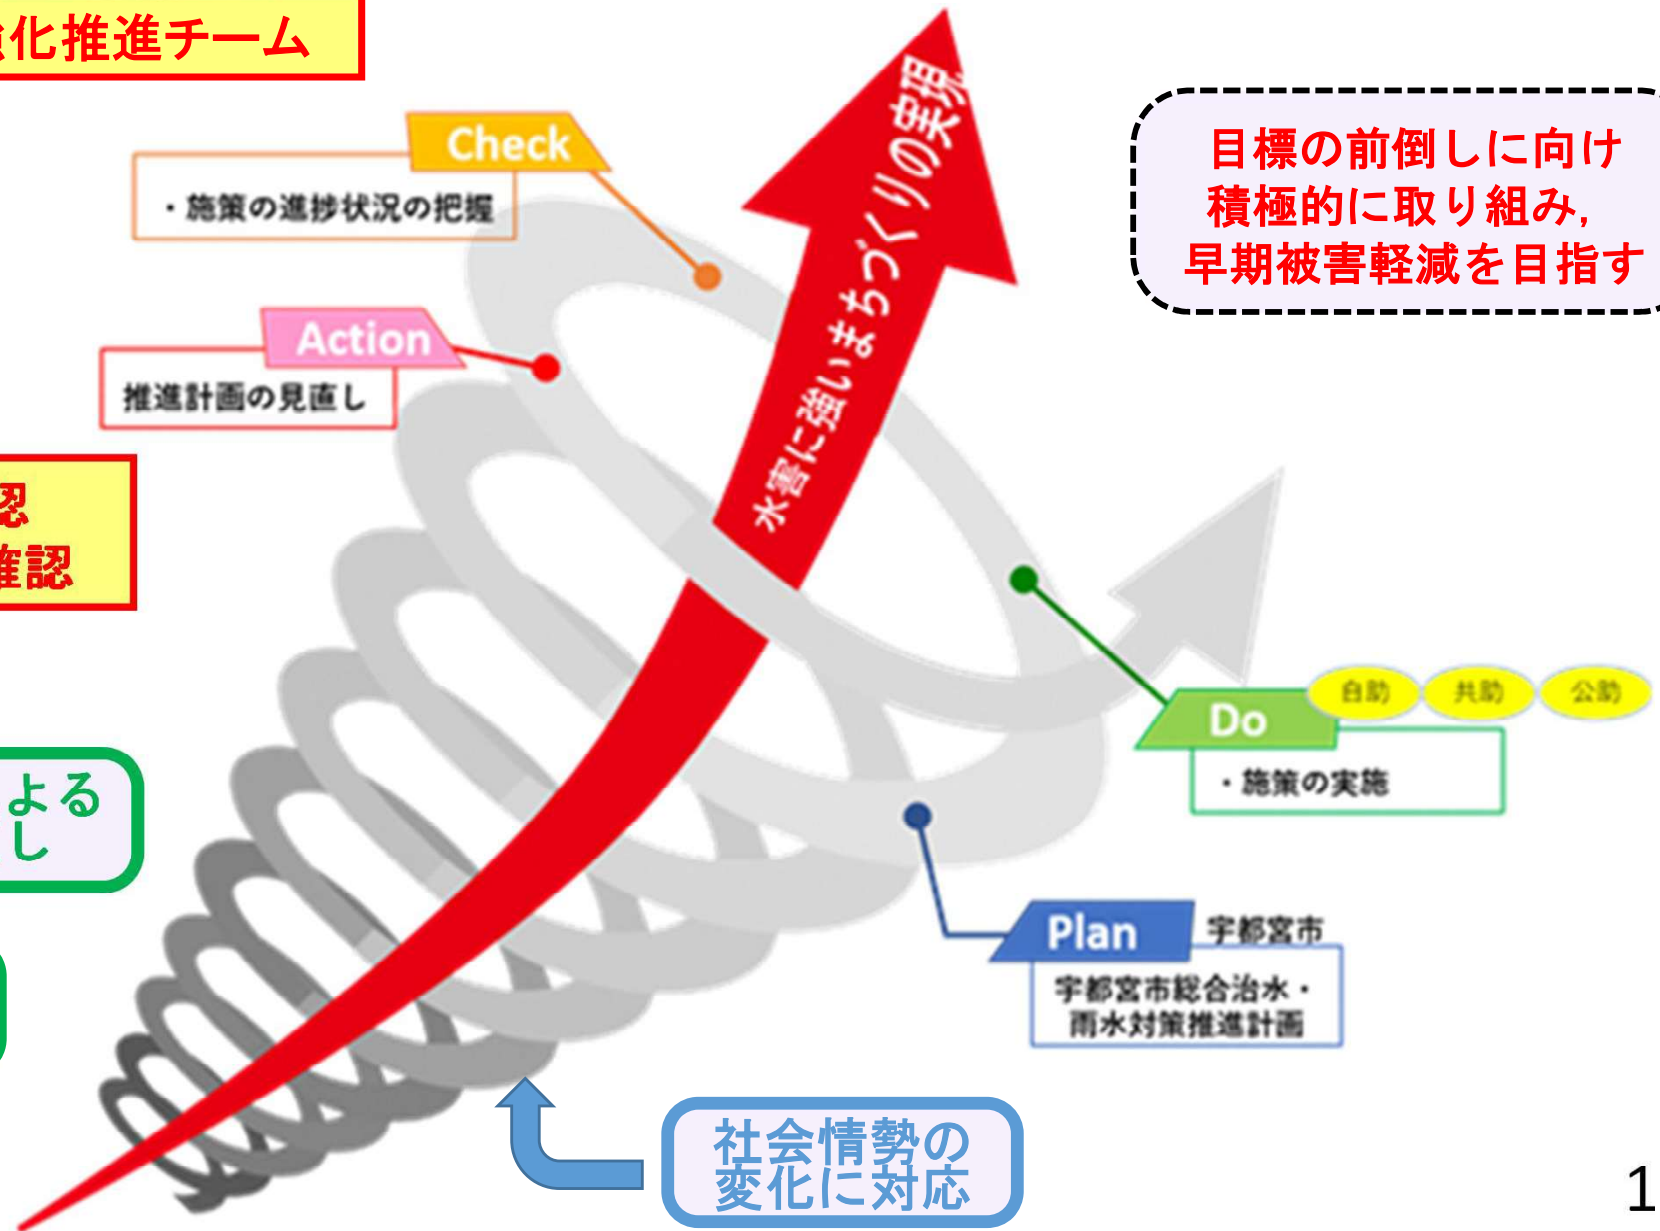 強化推進チーム
Check
・施策の進捗状況の把握
目標の前倒しに向け
積極的に取り組み，
早期被害軽減を目指す
水害に強いまちづくりの実現
Action
推進計画の見直し
認
確認
Do
自助
共助
公助
・施策の実施
よる
し
Plan
宇都宮市
宇都宮市総合治水・
雨水対策推進計画
社会情勢の
変化に対応
1